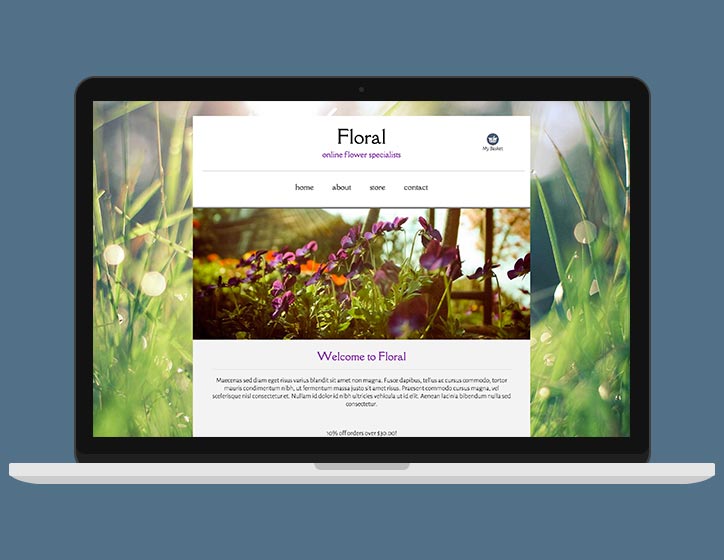 Floral
online flower specialists
My Basket
home about store contact
Welcome to Floral
Maecenas sed diam eget risus varius blandit sit amet non magna. Fusce dapibus, tellus ac cursus commodo, tortor
mauris condimentum nibh, ut fermentum massa justo sit amet risus. Praesent commodo cursus magna, vel
scelerisque nisl consectetur et. Nullam id dolor id nibh ultricies vehicula ut id elit. Aenean lacinia bibendum nulla sed
consectetur.
10% off orders over $30.00!